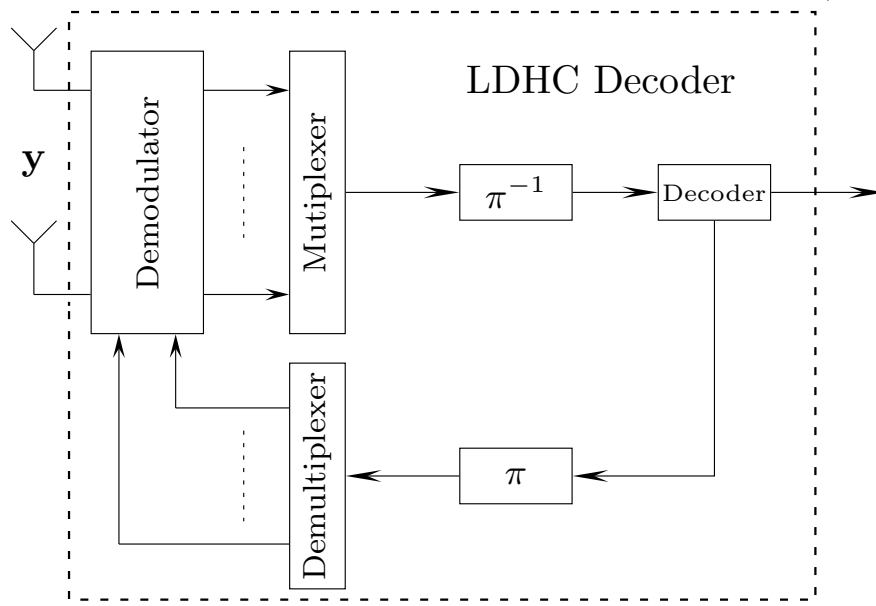 LDHC Decoder
y
Demodulator
Mutiplexer
π⁻¹
Decoder
Demultiplexer
π